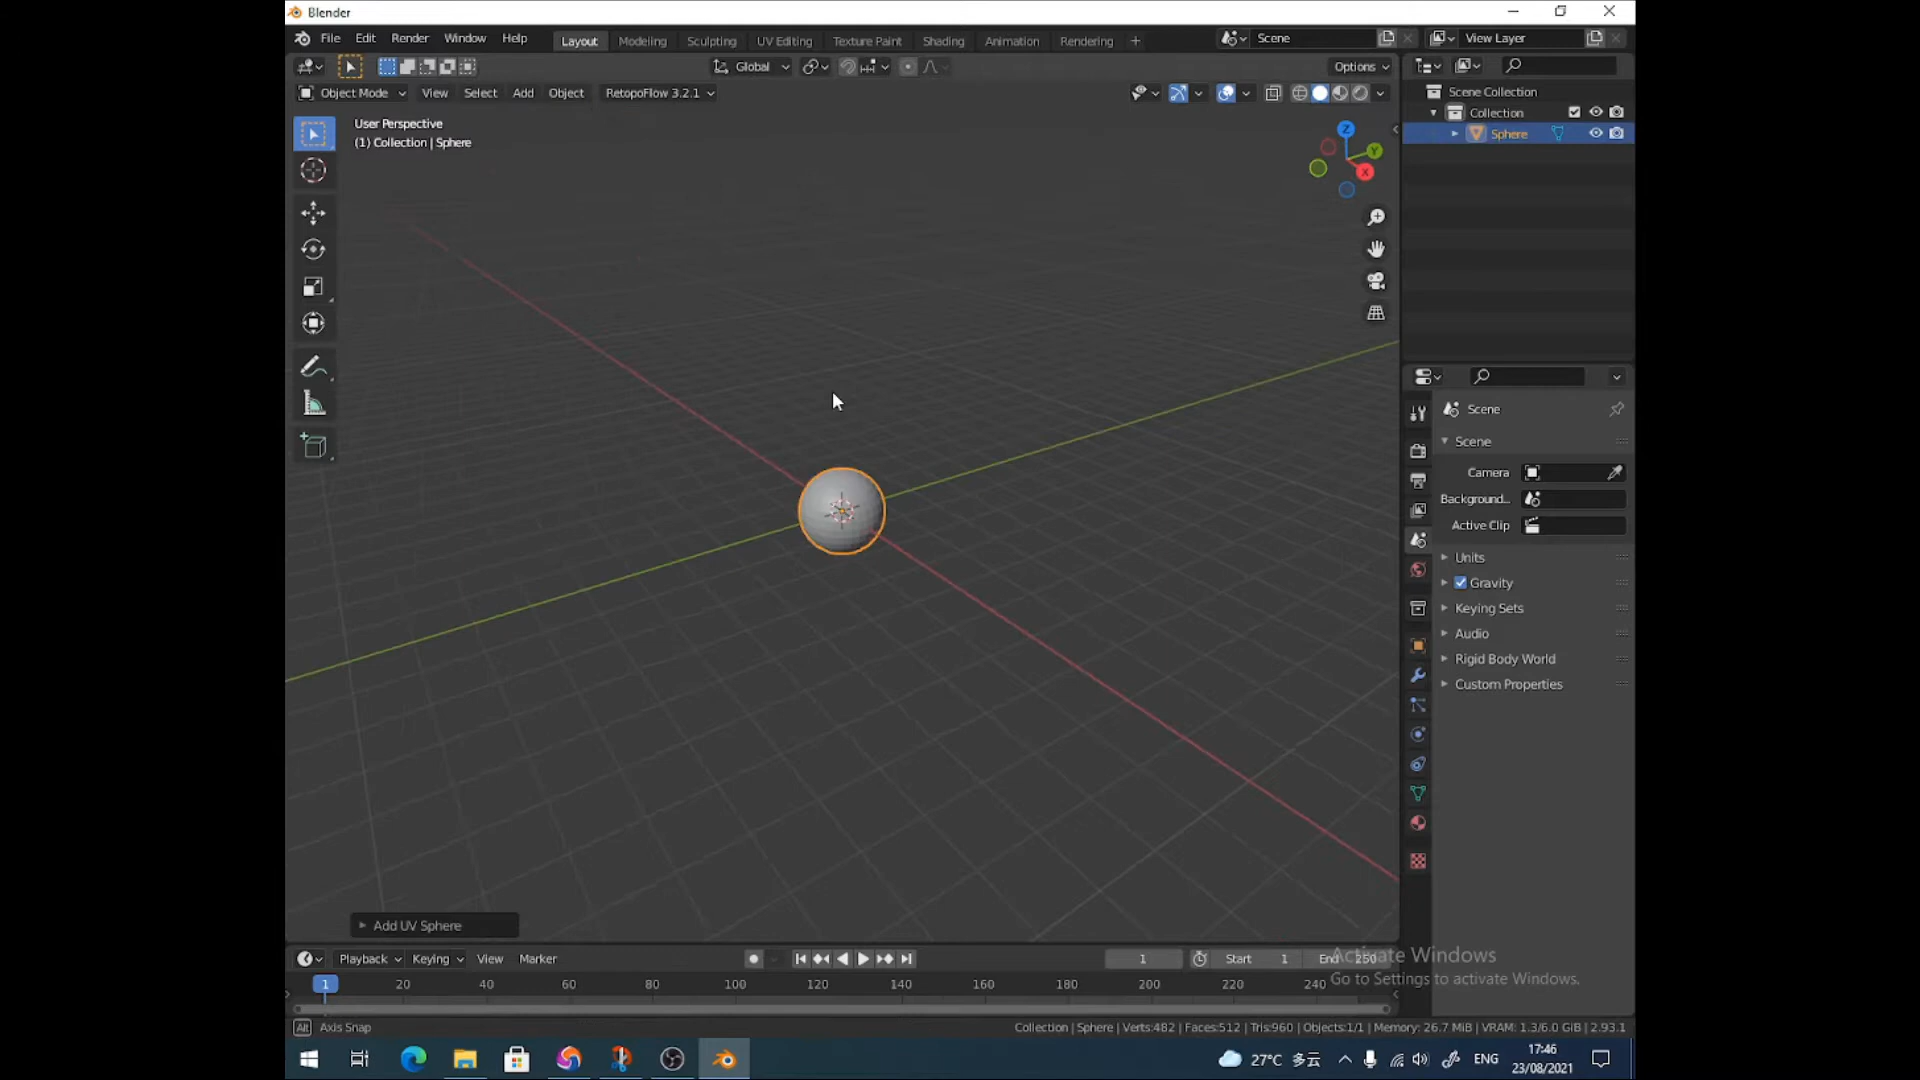 Blender
File Edit Render Window Help
Layout Modeling Sculpting UV Editing Texture Paint Shading Animation Rendering +
Scene
View Layer
Global
Options
Object Mode View Select Add Object RetopoFlow 3.2.1
User Perspective
(1) Collection | Sphere
Z
Y
X
Scene Collection
Collection
Sphere
Scene
Scene
Camera
Background...
Active Clip
Units
Gravity
Keying Sets
Audio
Rigid Body World
Custom Properties
Add UV Sphere
Playback Keying View Marker
1
Start 1
End 250
1 20 40 60 80 100 120 140 160 180 200 220 240
Activate Windows
Go to Settings to activate Windows.
Alt Axis Snap
Collection | Sphere | Verts:482 | Faces:512 | Tris:960 | Objects:1/1 | Memory: 26.7 MiB | VRAM: 1.3/6.0 GiB | 2.93.1
27°C 多云
ENG
17:46
23/08/2021